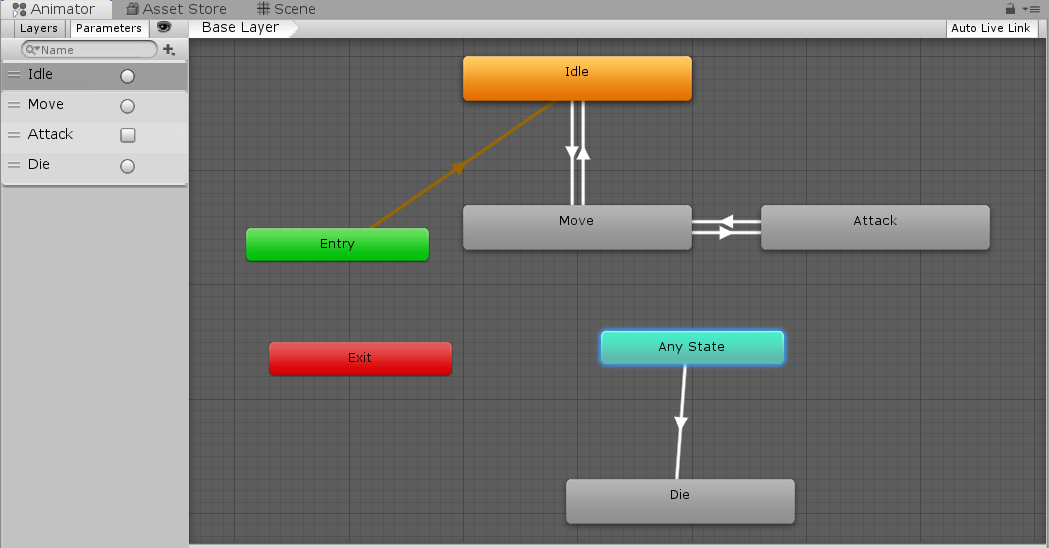 Animator Asset Store Scene
Layers Parameters Base Layer Auto Live Link
Name
Idle
Move
Attack
Die
Idle
Move Attack
Entry
Any State
Exit
Die